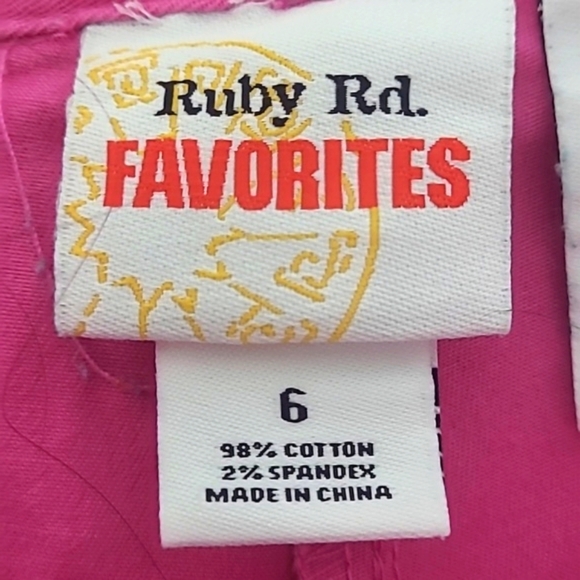 Ruby Rd.
FAVORITES
6
98% COTTON
2% SPANDEX
MADE IN CHINA